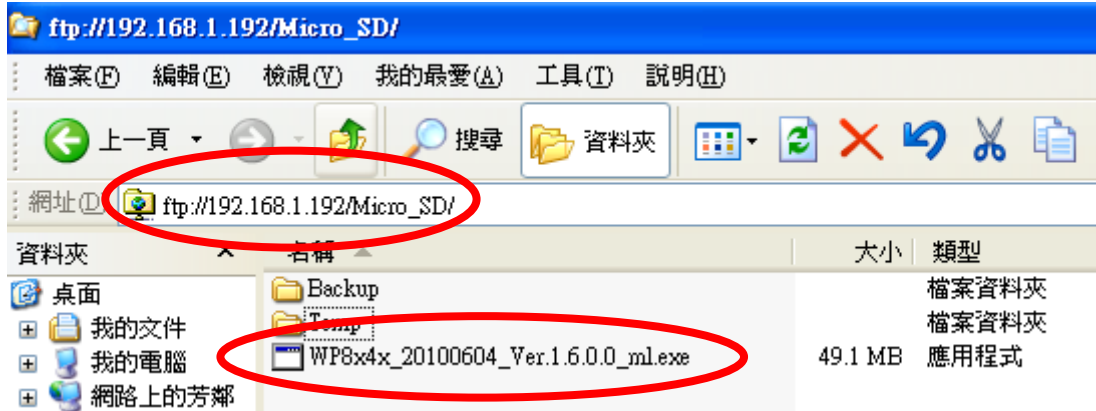 ftp://192.168.1.192/Micro_SD/
檔案(F) 編輯(E) 檢視(V) 我的最愛(A) 工具(T) 說明(H)
上一頁 搜尋 資料夾
網址(D) ftp://192.168.1.192/Micro_SD/
資料夾 × 名稱 大小 類型
桌面 Backup 檔案資料夾
我的文件 Temp 檔案資料夾
我的電腦 WP8x4x_20100604_Ver.1.6.0.0_ml.exe 49.1 MB 應用程式
網路上的芳鄰